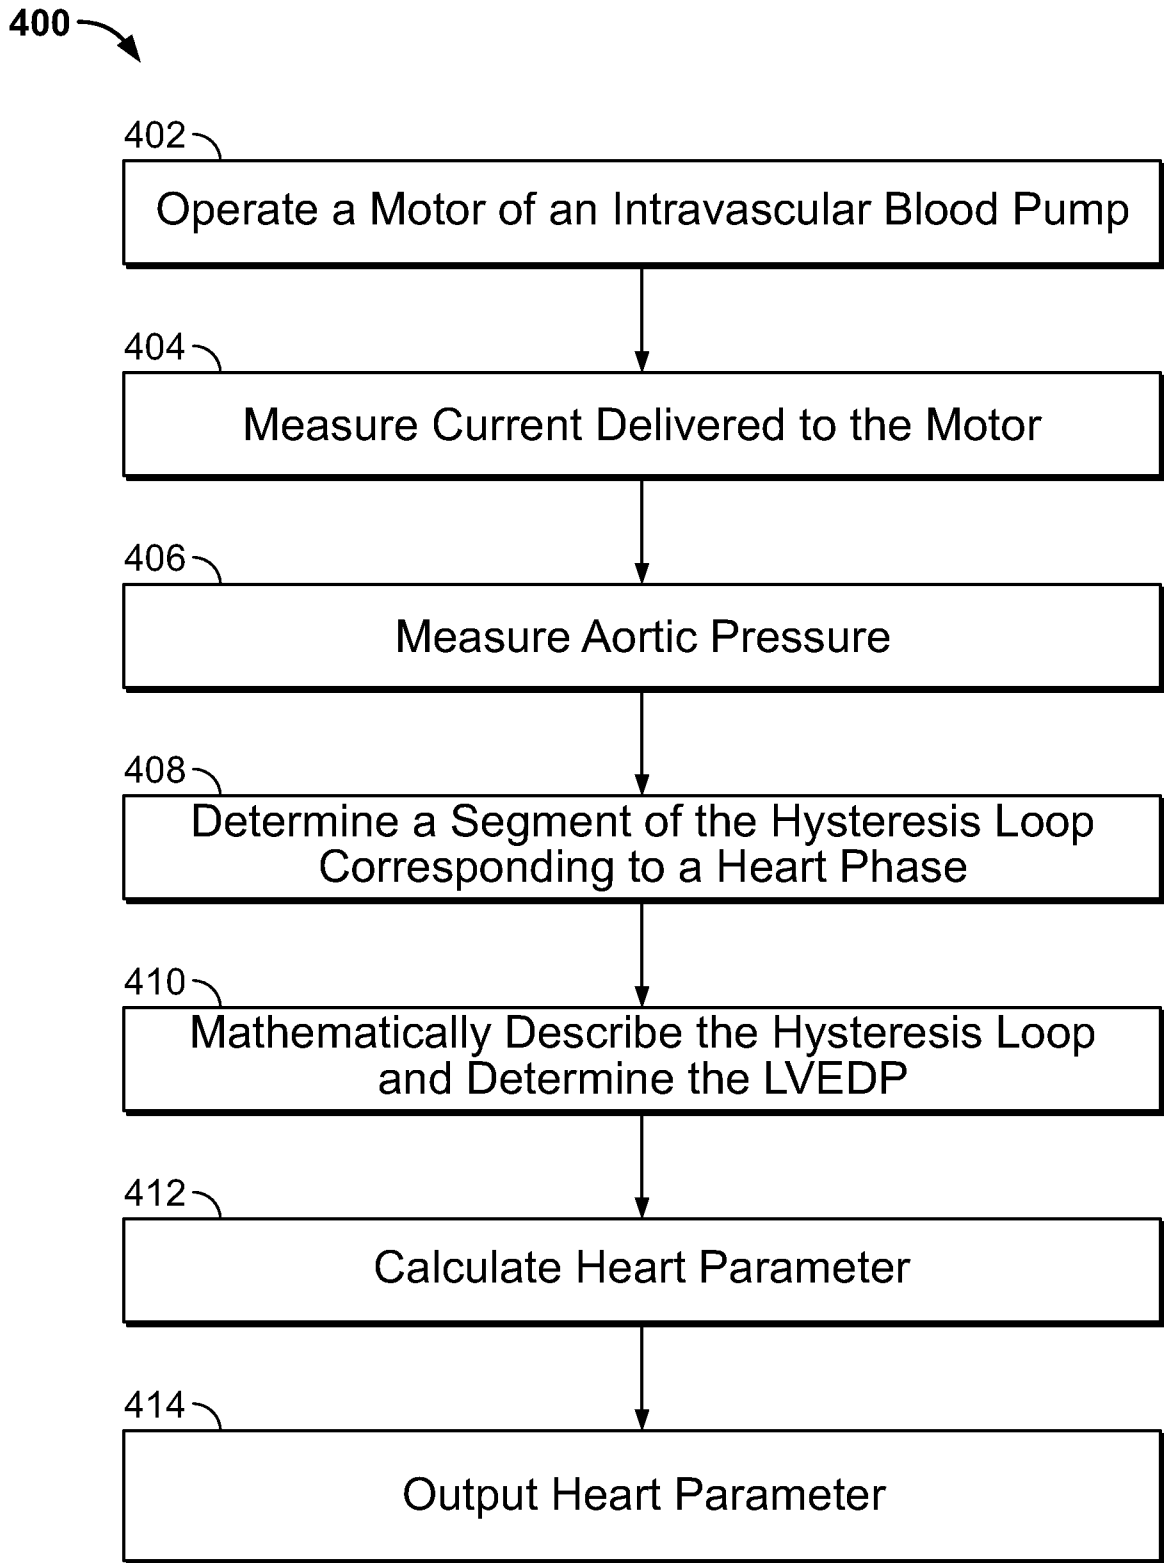 400
402
Operate a Motor of an Intravascular Blood Pump
404
Measure Current Delivered to the Motor
406
Measure Aortic Pressure
408
Determine a Segment of the Hysteresis Loop
Corresponding to a Heart Phase
410
Mathematically Describe the Hysteresis Loop
and Determine the LVEDP
412
Calculate Heart Parameter
414
Output Heart Parameter